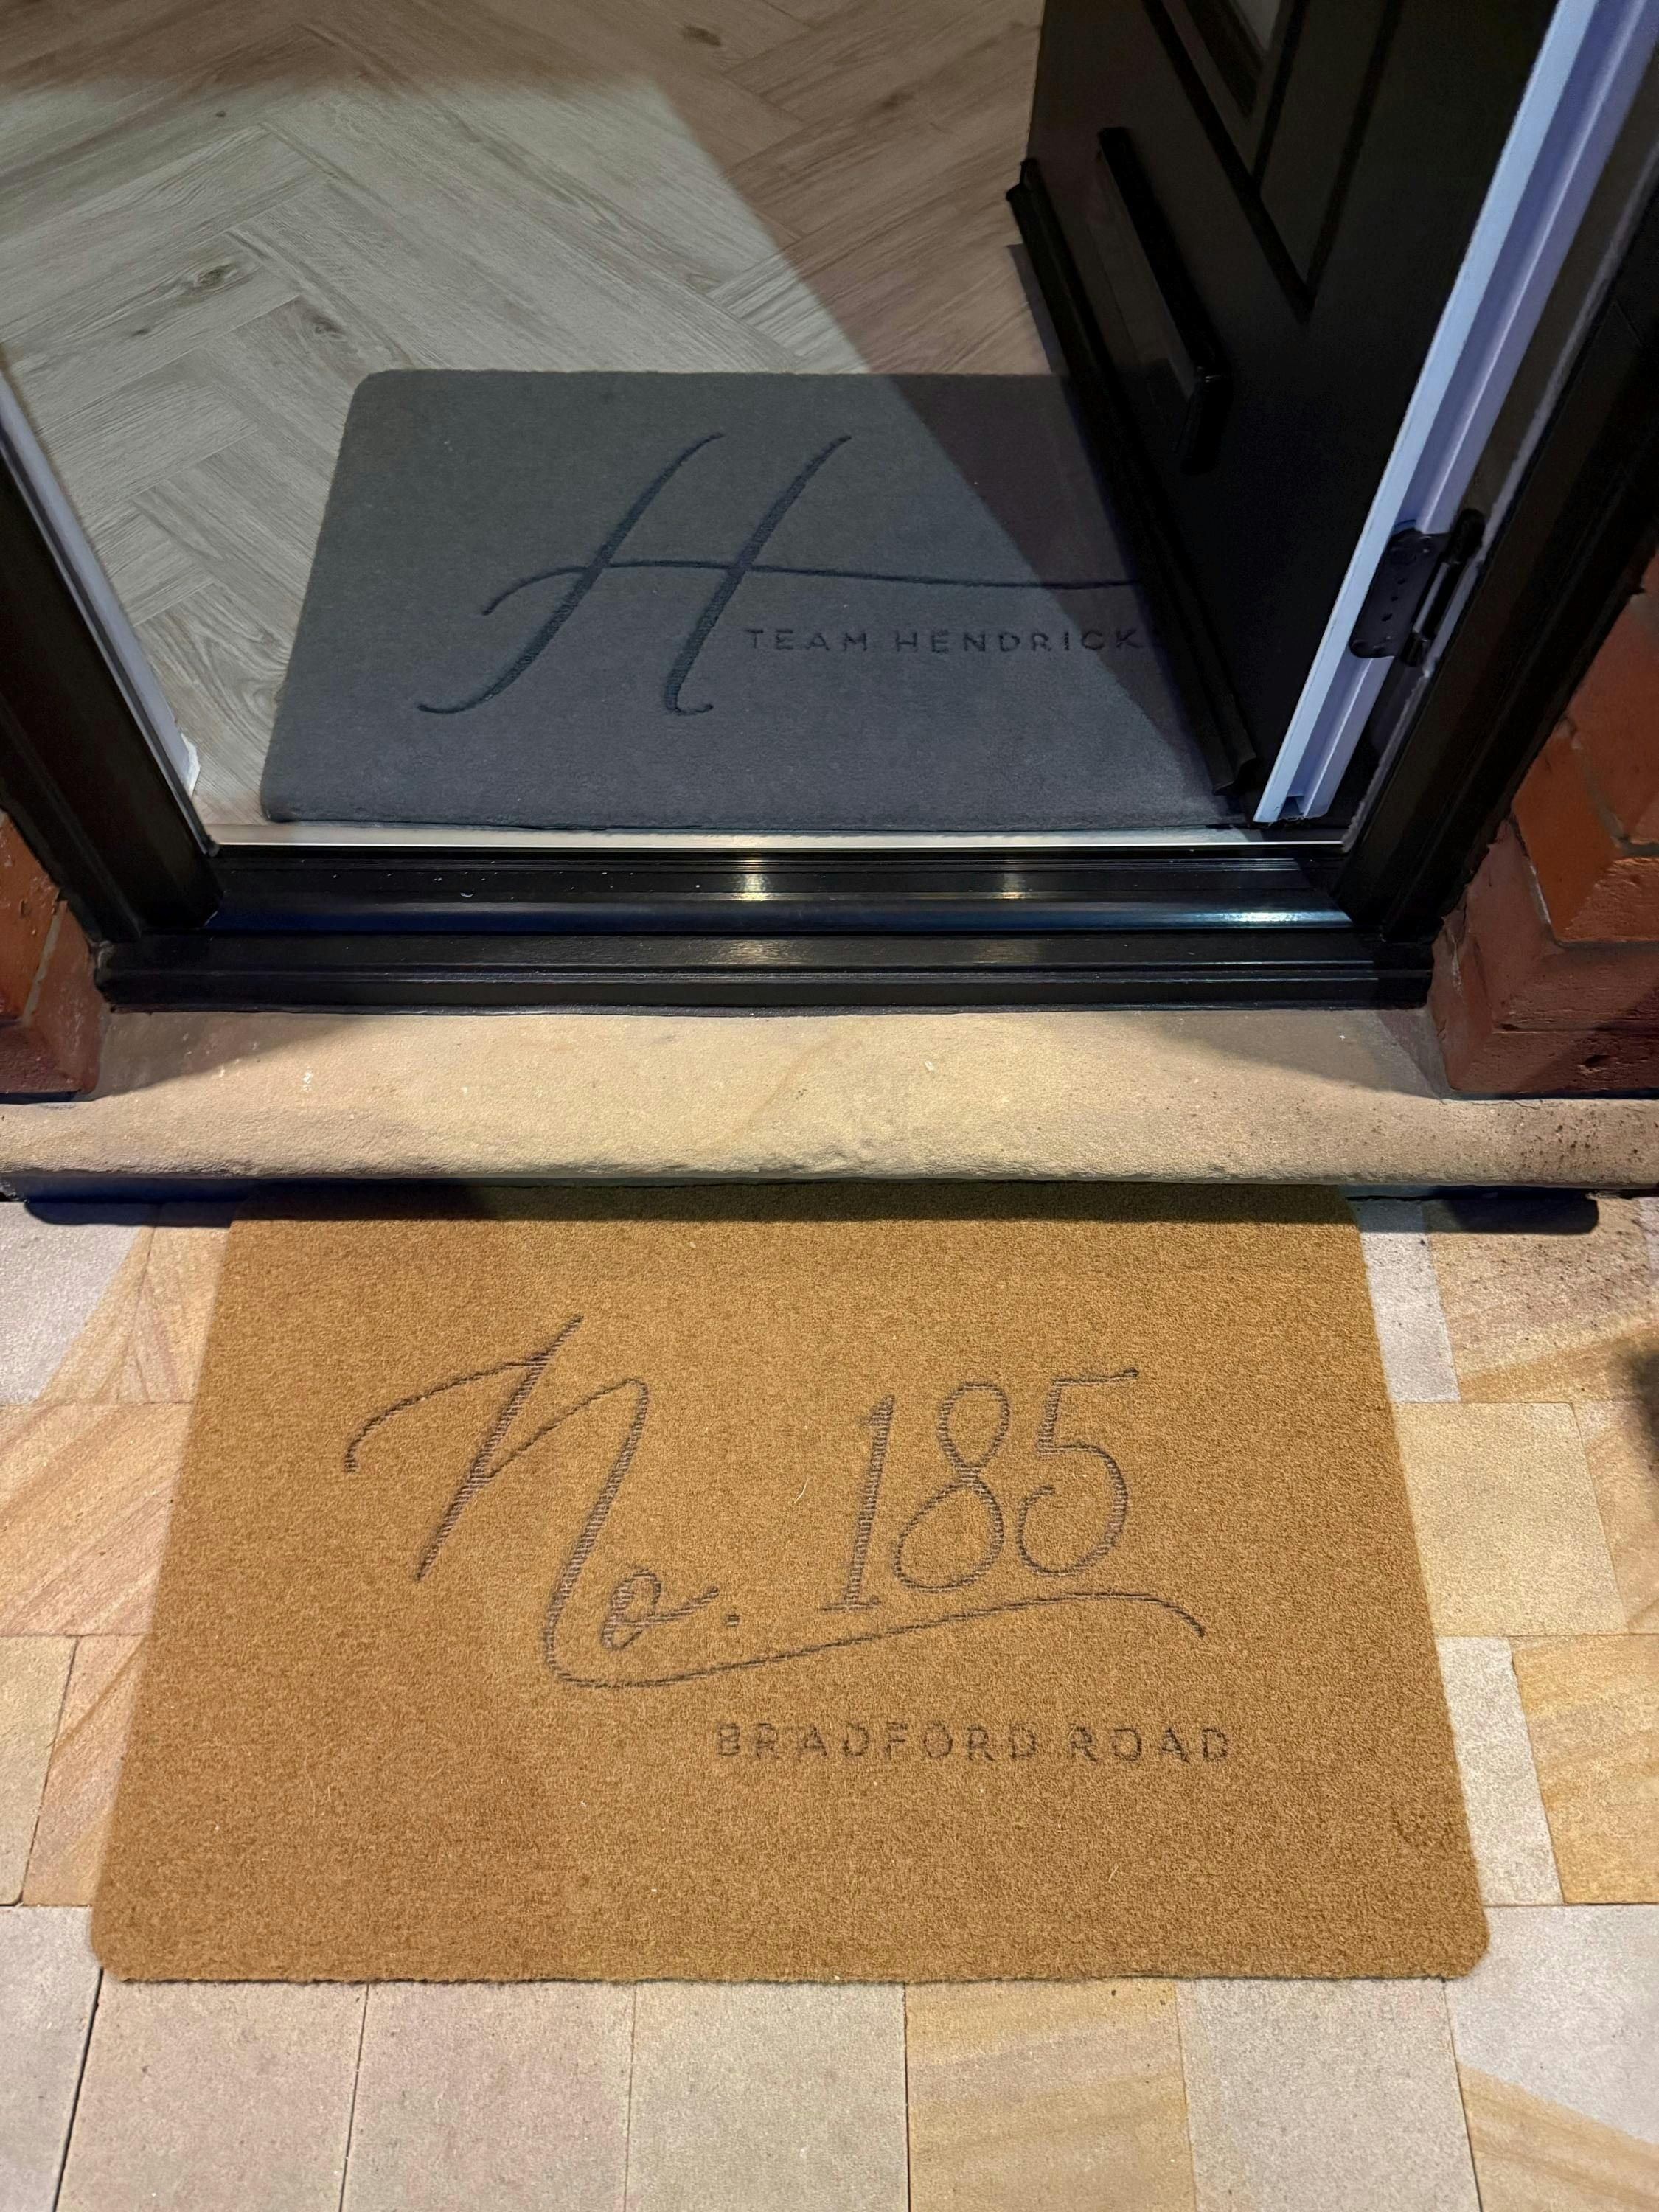 H
TEAM HENDRICK
No. 185
BRADFORD ROAD